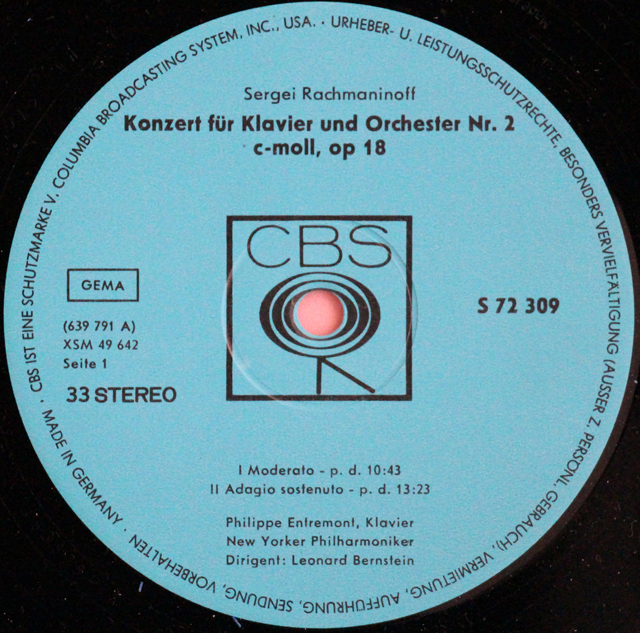 CBS IST EINE SCHUTZMARKE V. COLUMBIA BROADCASTING SYSTEM, INC., USA. · URHEBER- U. LEISTUNGSSCHUTZRECHTE, BESONDERS VERVIELFÄLTIGUNG (AUSSER Z. PERSÖNL. GEBRAUCH), VERMIETUNG, AUFFÜHRUNG, SENDUNG, VORBEHALTEN · MADE IN GERMANY ·
Sergei Rachmaninoff
Konzert für Klavier und Orchester Nr. 2
c-moll, op 18
CBS
GEMA
S 72 309
(639 791 A)
XSM 49 642
Seite 1
33 STEREO
I Moderato - p. d. 10:43
II Adagio sostenuto - p. d. 13:23
Philippe Entremont, Klavier
New Yorker Philharmoniker
Dirigent: Leonard Bernstein